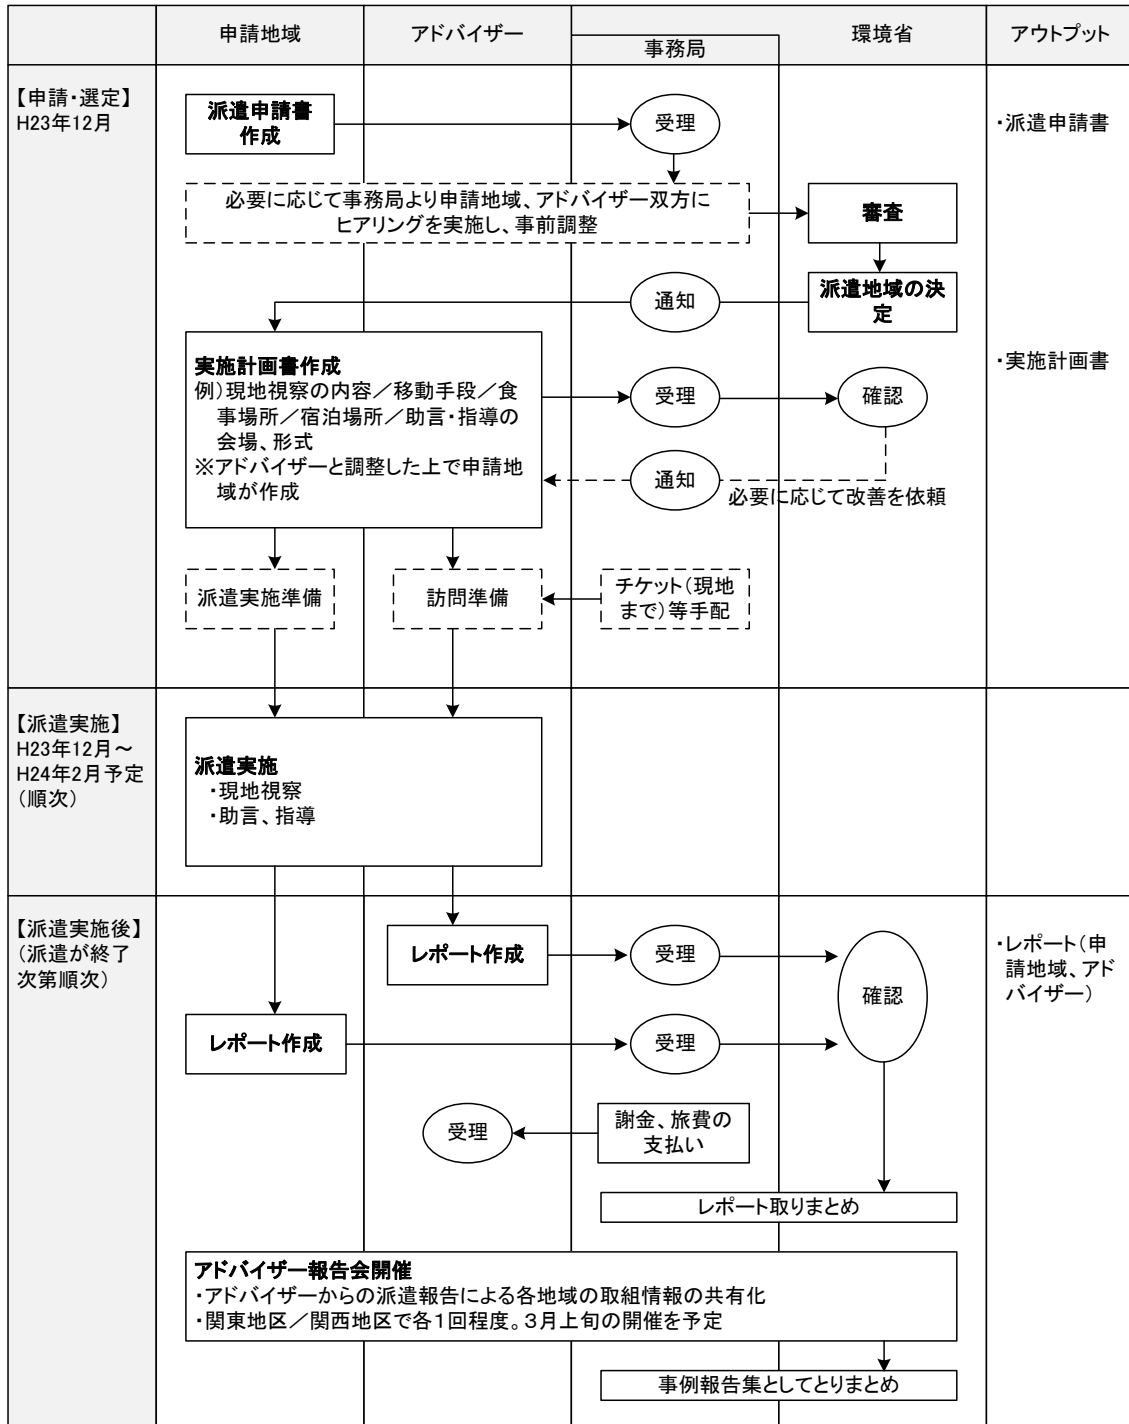 申請地域
アドバイザー
事務局
環境省
アウトプット
【申請・選定】
H23年12月
派遣申請書
作成
受理
・派遣申請書
必要に応じて事務局より申請地域、アドバイザー双方に
ヒアリングを実施し、事前調整
審査
通知
派遣地域の決
定
実施計画書作成
例）現地視察の内容／移動手段／食
事場所／宿泊場所／助言・指導の
会場、形式
※アドバイザーと調整した上で申請地
域が作成
受理
確認
・実施計画書
通知
必要に応じて改善を依頼
派遣実施準備
訪問準備
チケット（現地
まで）等手配
【派遣実施】
H23年12月～
H24年2月予定
（順次）
派遣実施
・現地視察
・助言、指導
【派遣実施後】
（派遣が終了
次第順次）
レポート作成
受理
確認
・レポート（申
請地域、アド
バイザー）
レポート作成
受理
受理
謝金、旅費の
支払い
レポート取りまとめ
アドバイザー報告会開催
・アドバイザーからの派遣報告による各地域の取組情報の共有化
・関東地区／関西地区で各１回程度。３月上旬の開催を予定
事例報告集としてとりまとめ